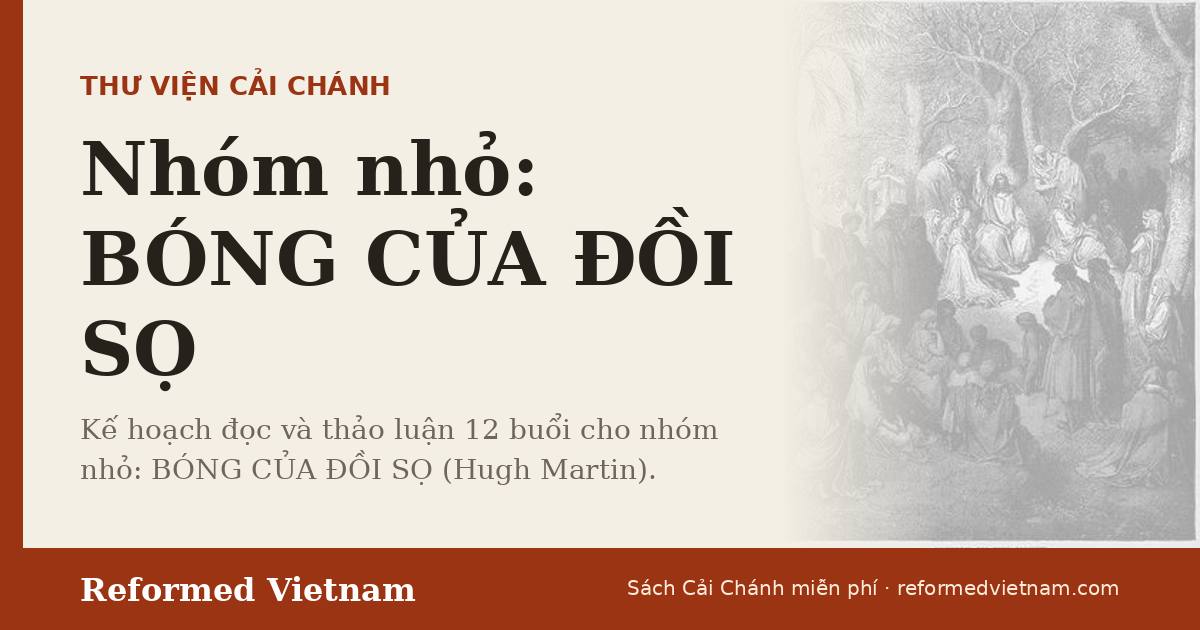 THƯ VIỆN CẢI CHÁNH
Nhóm nhỏ:
BÓNG CỦA ĐỒI
SỌ
Kế hoạch đọc và thảo luận 12 buổi cho nhóm
nhỏ: BÓNG CỦA ĐỒI SỌ (Hugh Martin).
Reformed Vietnam
Sách Cải Chánh miễn phí · reformedvietnam.com